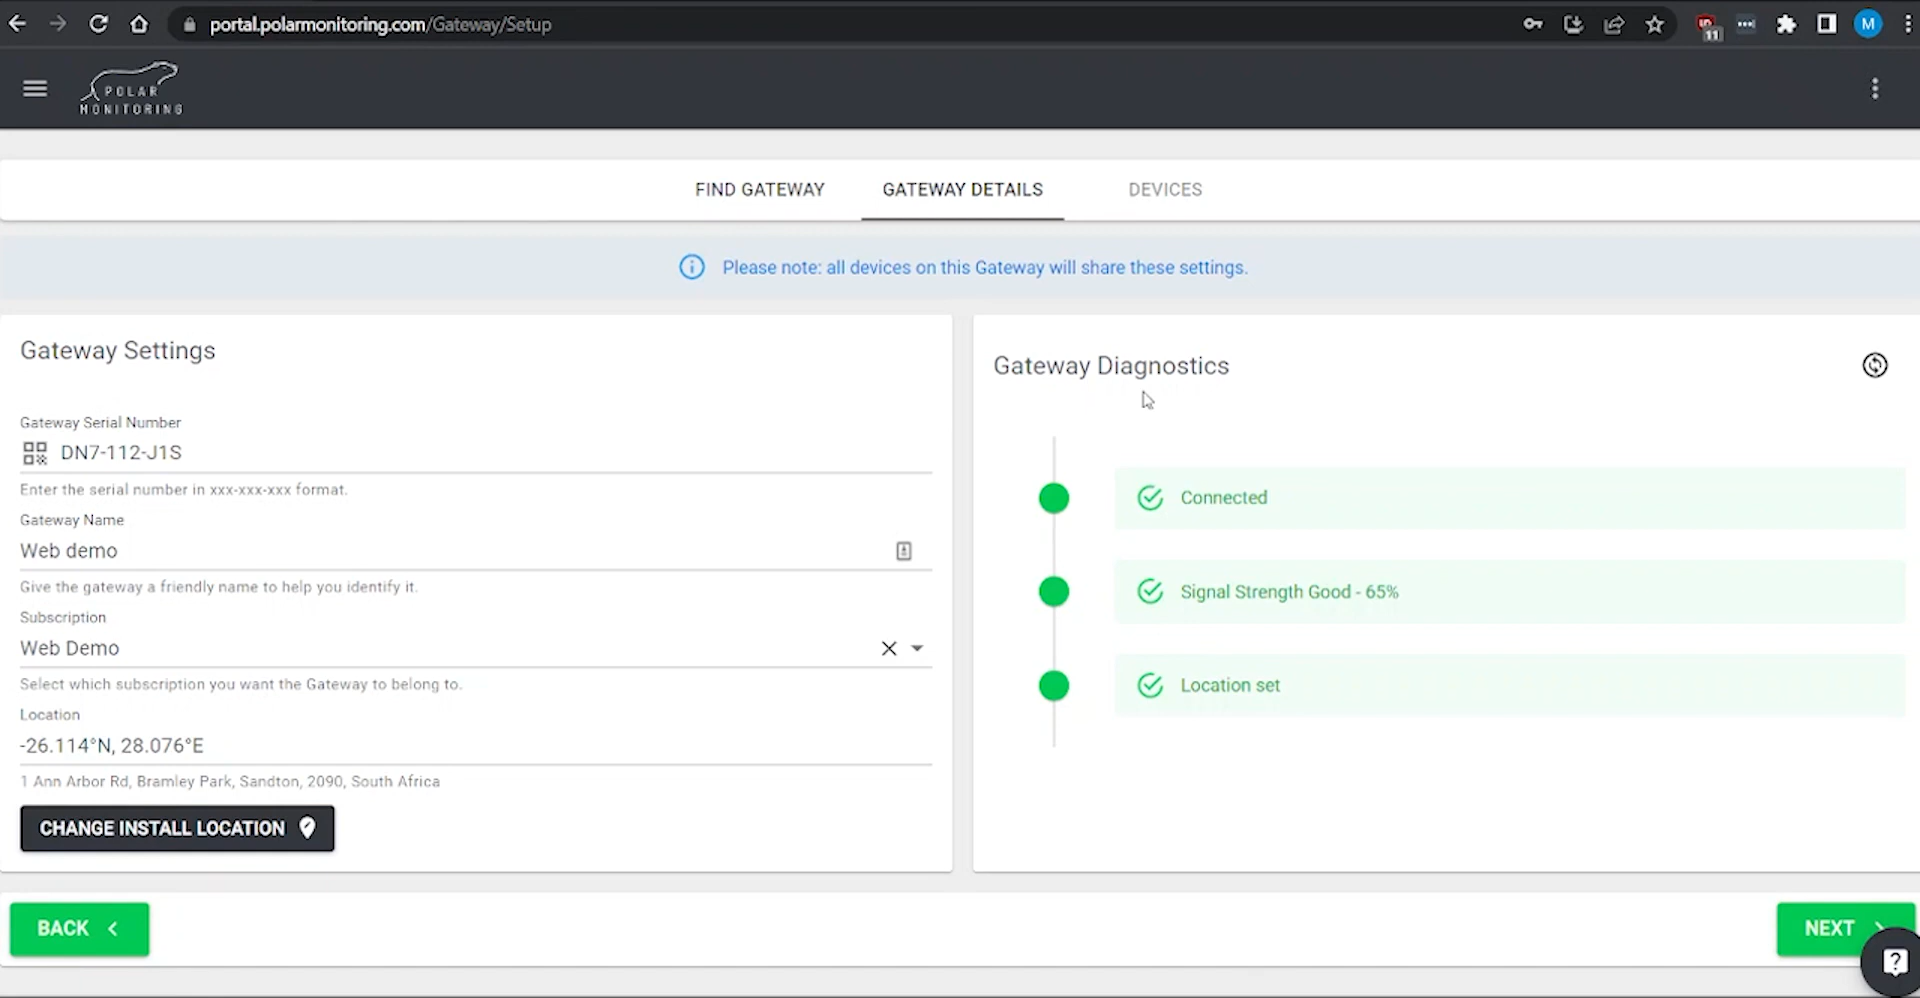 portal.polarmonitoring.com/Gateway/Setup
11
M
POLAR
MONITORING
FIND GATEWAY
GATEWAY DETAILS
DEVICES
Please note: all devices on this Gateway will share these settings.
Gateway Settings
Gateway Serial Number
DN7-112-J1S
Enter the serial number in xxx-xxx-xxx format.
Gateway Name
Web demo
Give the gateway a friendly name to help you identify it.
Subscription
Web Demo
Select which subscription you want the Gateway to belong to.
Location
-26.114°N, 28.076°E
1 Ann Arbor Rd, Bramley Park, Sandton, 2090, South Africa
CHANGE INSTALL LOCATION
Gateway Diagnostics
Connected
Signal Strength Good - 65%
Location set
BACK
NEXT